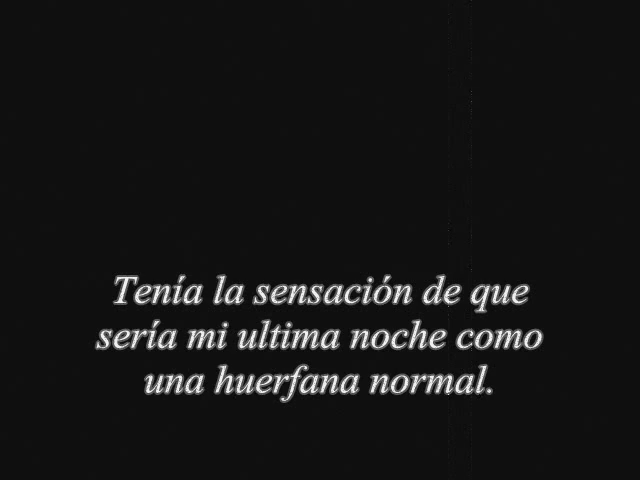 Tenía la sensación de que
sería mi ultima noche como
una huerfana normal.